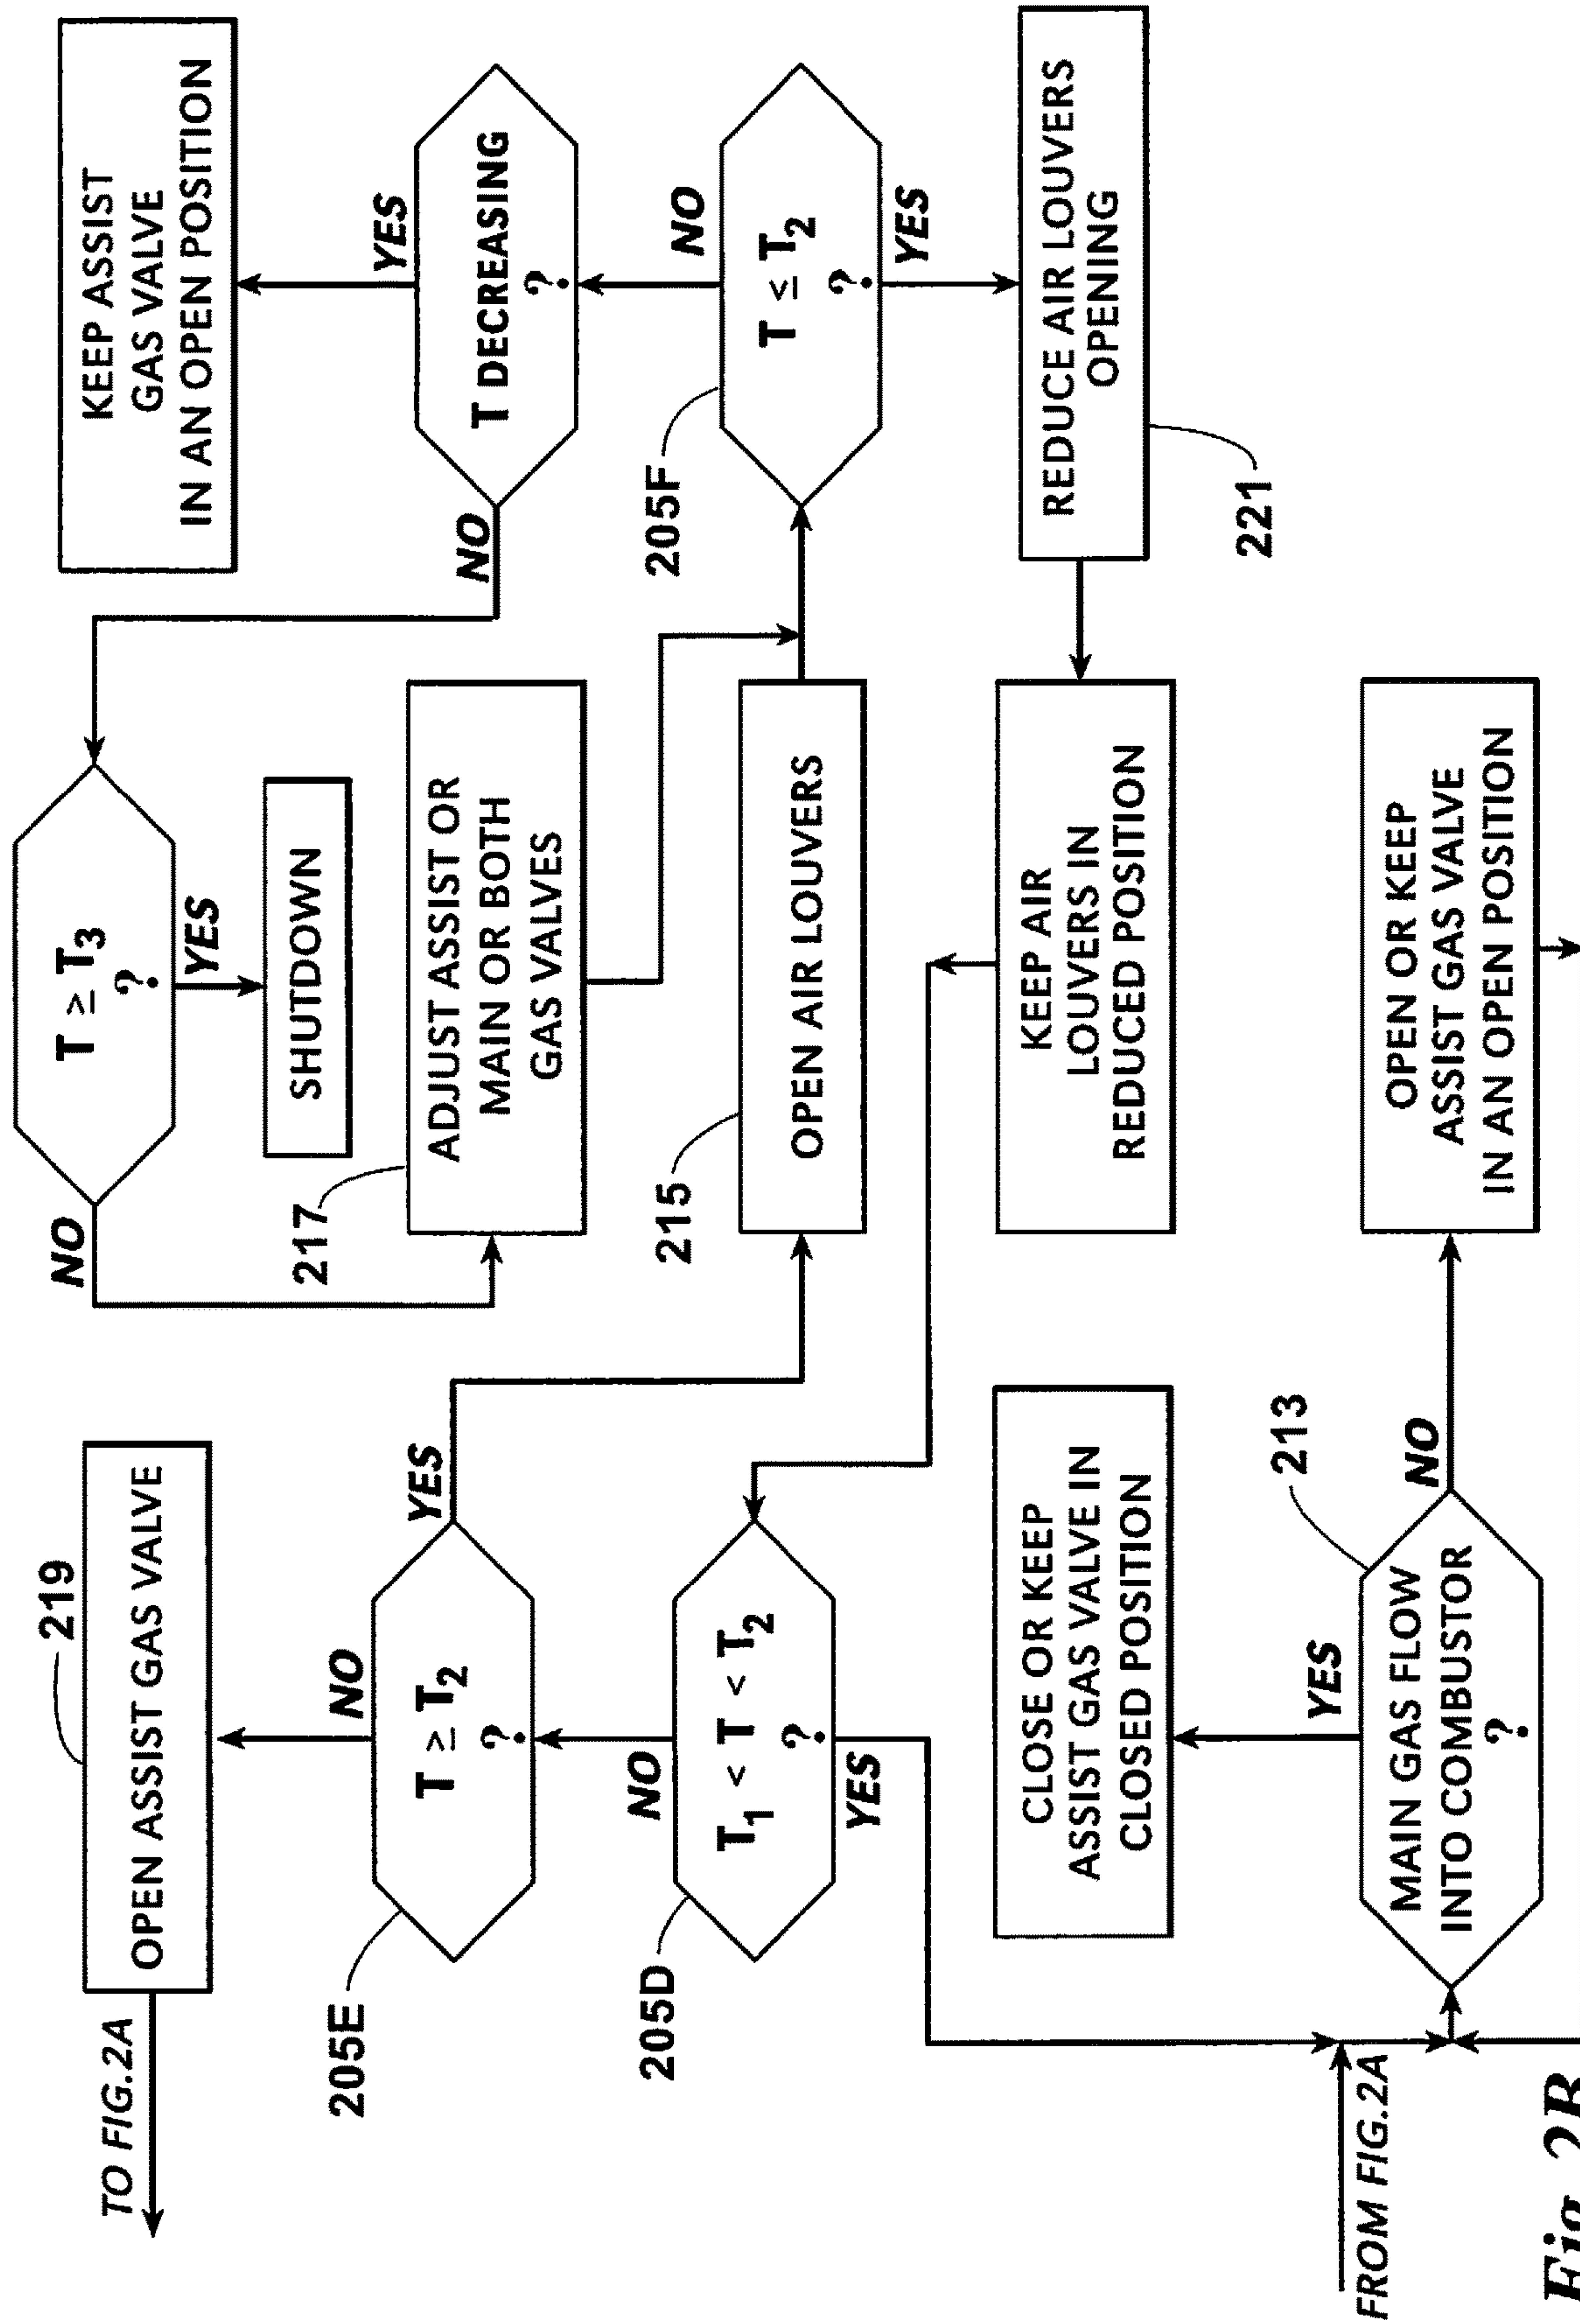 TO FIG.2A
219
OPEN ASSIST GAS VALVE
NO
205E
T ≥ T2
?
YES
NO
205D
T1 < T < T2
?
YES
T ≥ T3
?
NO
YES
SHUTDOWN
217
ADJUST ASSIST OR
MAIN OR BOTH
GAS VALVES
215
OPEN AIR LOUVERS
KEEP AIR
LOUVERS IN
REDUCED POSITION
KEEP ASSIST
GAS VALVE
IN AN OPEN POSITION
YES
T DECREASING
?
NO
NO
205F
T ≤ T2
?
YES
REDUCE AIR LOUVERS
OPENING
221
CLOSE OR KEEP
ASSIST GAS VALVE IN
CLOSED POSITION
213
YES
MAIN GAS FLOW
INTO COMBUSTOR
?
NO
OPEN OR KEEP
ASSIST GAS VALVE
IN AN OPEN POSITION
FROM FIG.2A
Fig. 2B